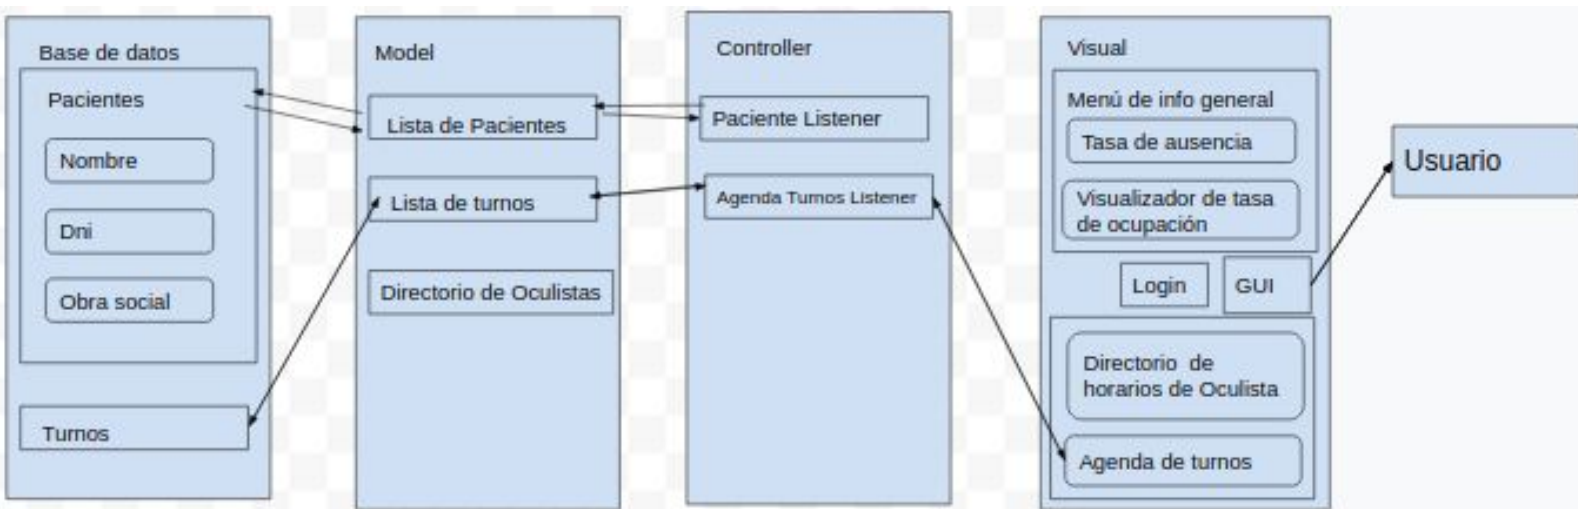 Base de datos
Pacientes
Nombre
Dni
Obra social
Turnos
Model
Lista de Pacientes
Lista de turnos
Directorio de Oculistas
Controller
Paciente Listener
Agenda Turnos Listener
Visual
Menú de info general
Tasa de ausencia
Visualizador de tasa
de ocupación
Login
GUI
Directorio de
horarios de Oculista
Agenda de turnos
Usuario